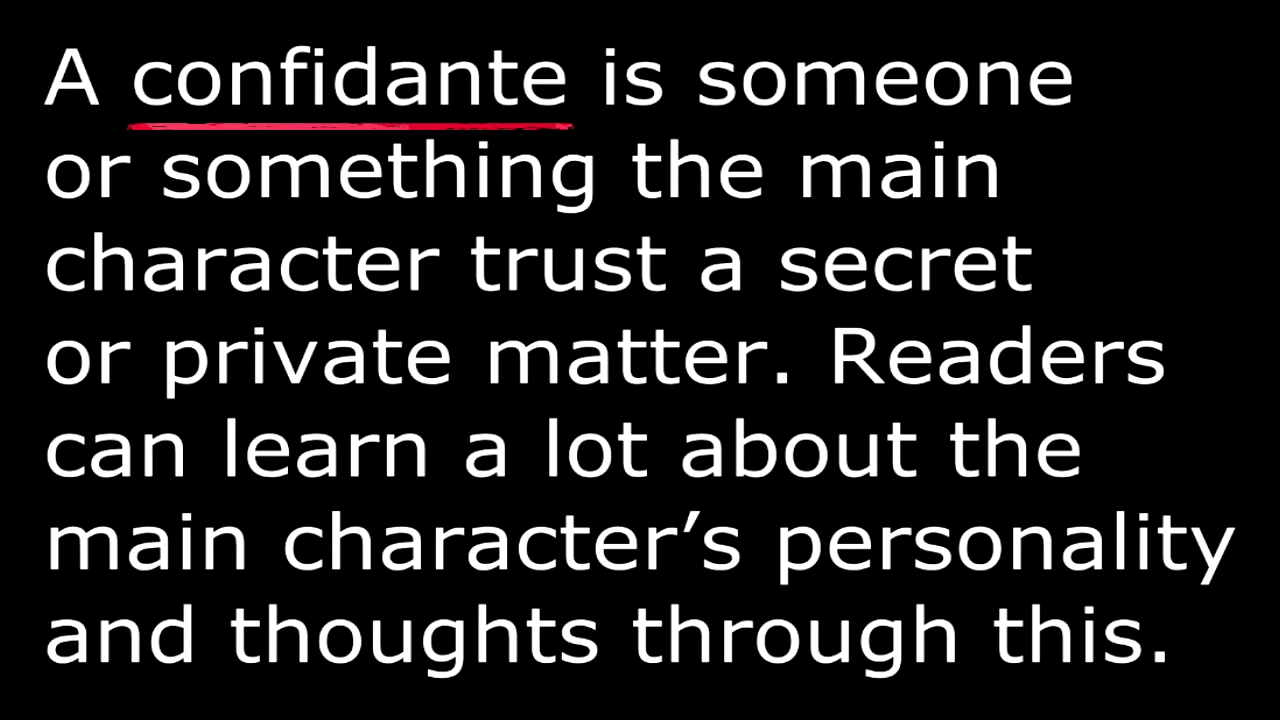 A confidante is someone
or something the main
character trust a secret
or private matter. Readers
can learn a lot about the
main character’s personality
and thoughts through this.